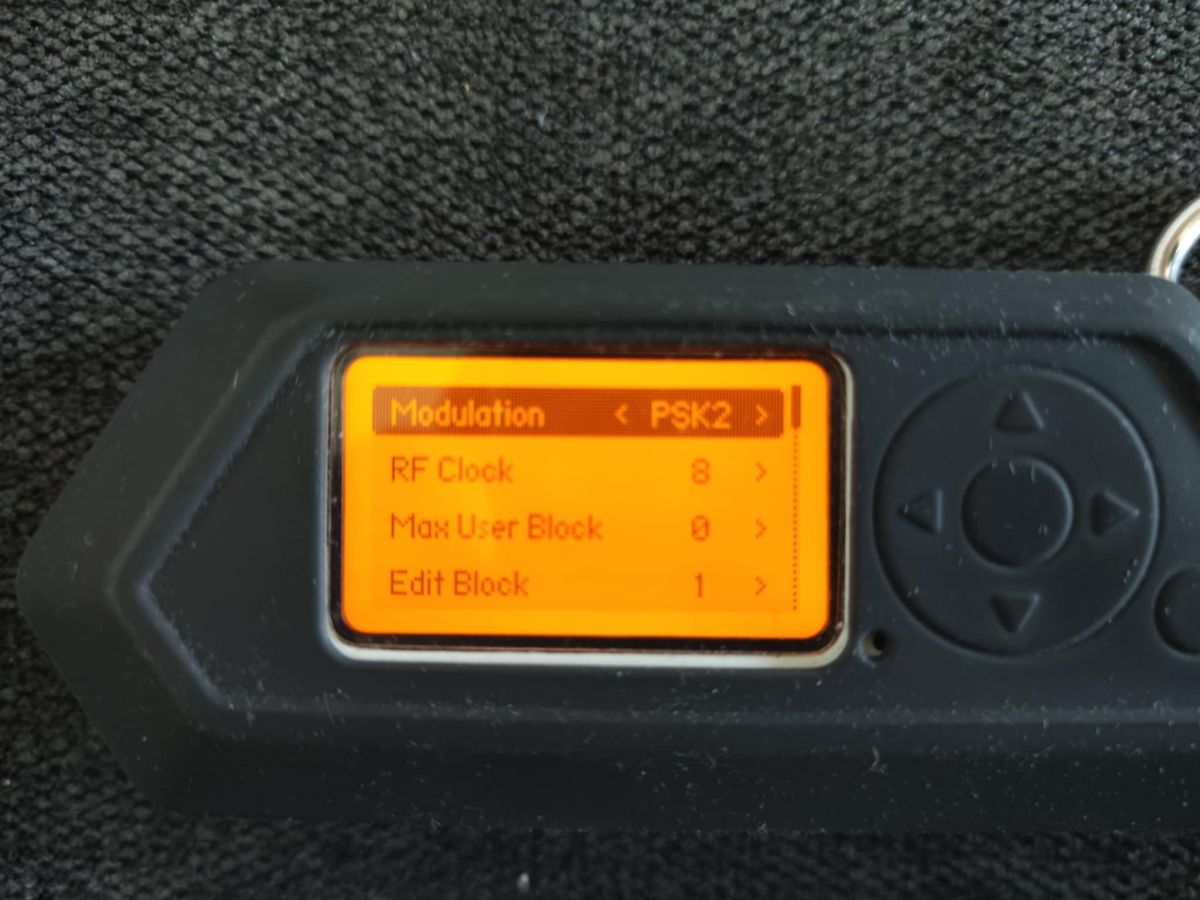 Modulation < PSK2 >
RF Clock 8 >
Max User Block 0 >
Edit Block 1 >